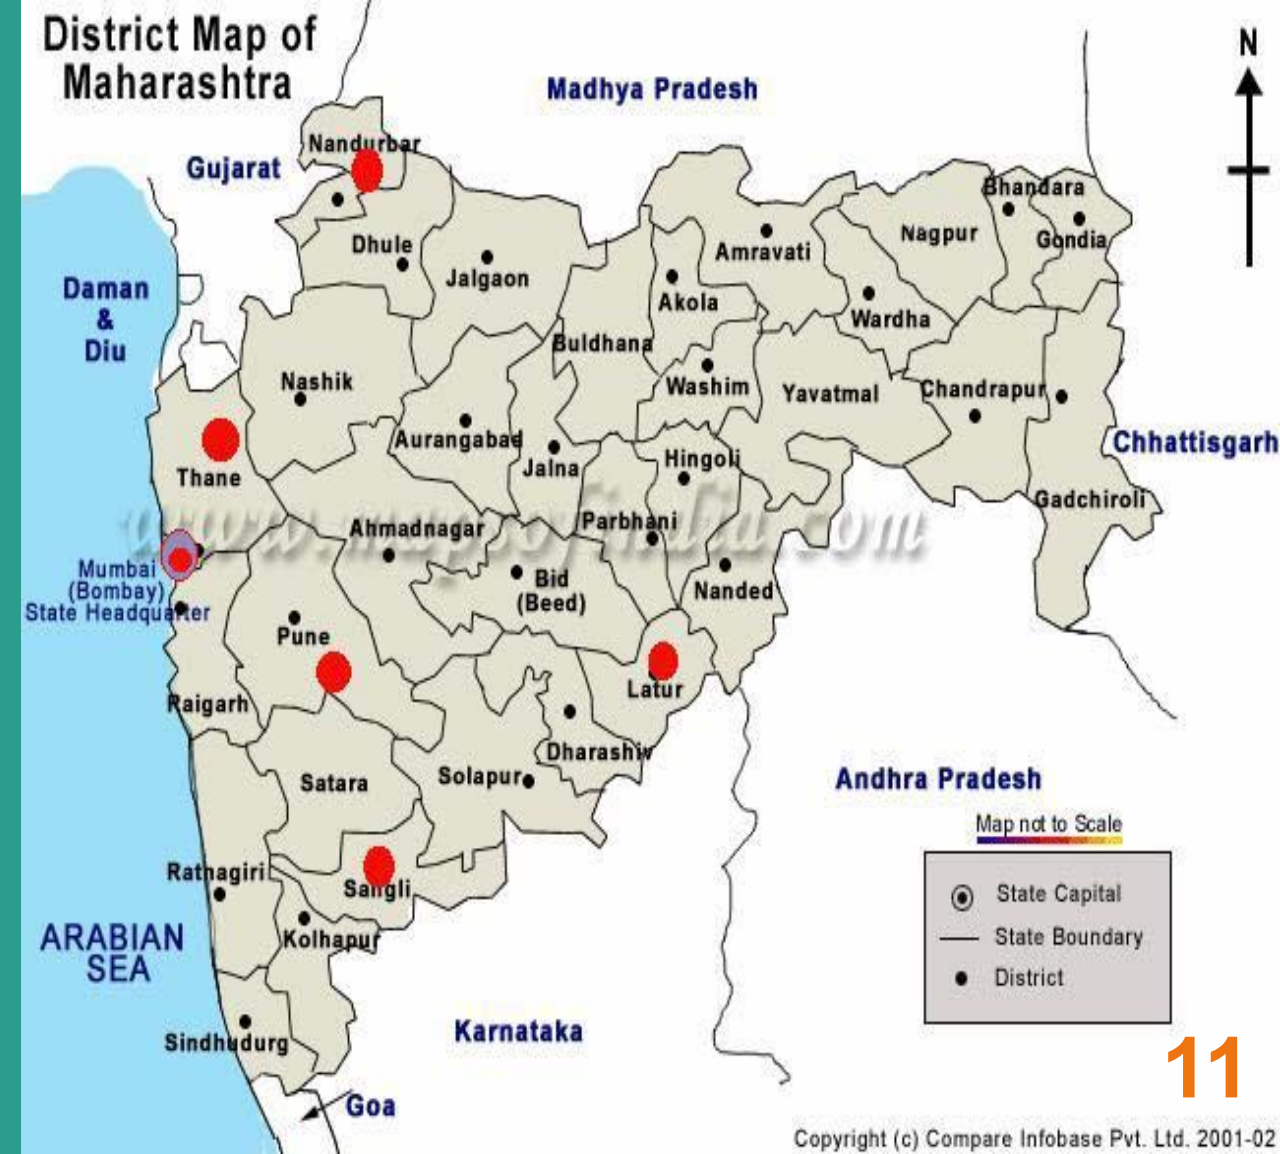 District Map of
Maharashtra
N
Madhya Pradesh
Nandurbar
Gujarat
Bhandara
Dhule
Nagpur
Gondia
Amravati
Jalgaon
Daman
&
Diu
Akola
Wardha
Buldhana
Nashik
Washim
Yavatmal
Chandrapur
Aurangabad
Chhattisgarh
Jalna
Hingoli
Thane
Gadchiroli
www.mapsofindia.com
Ahmadnagar
Parbhani
Mumbai
(Bombay)
State Headquarter
Bid
(Beed)
Nanded
Pune
Latur
Raigarh
Dharashiv
Satara
Solapur
Andhra Pradesh
Map not to Scale
Rathagiri
Sangli
State Capital
ARABIAN
SEA
Kolhapur
State Boundary
District
Karnataka
Sindhudurg
11
Goa
Copyright (c) Compare Infobase Pvt. Ltd. 2001-02